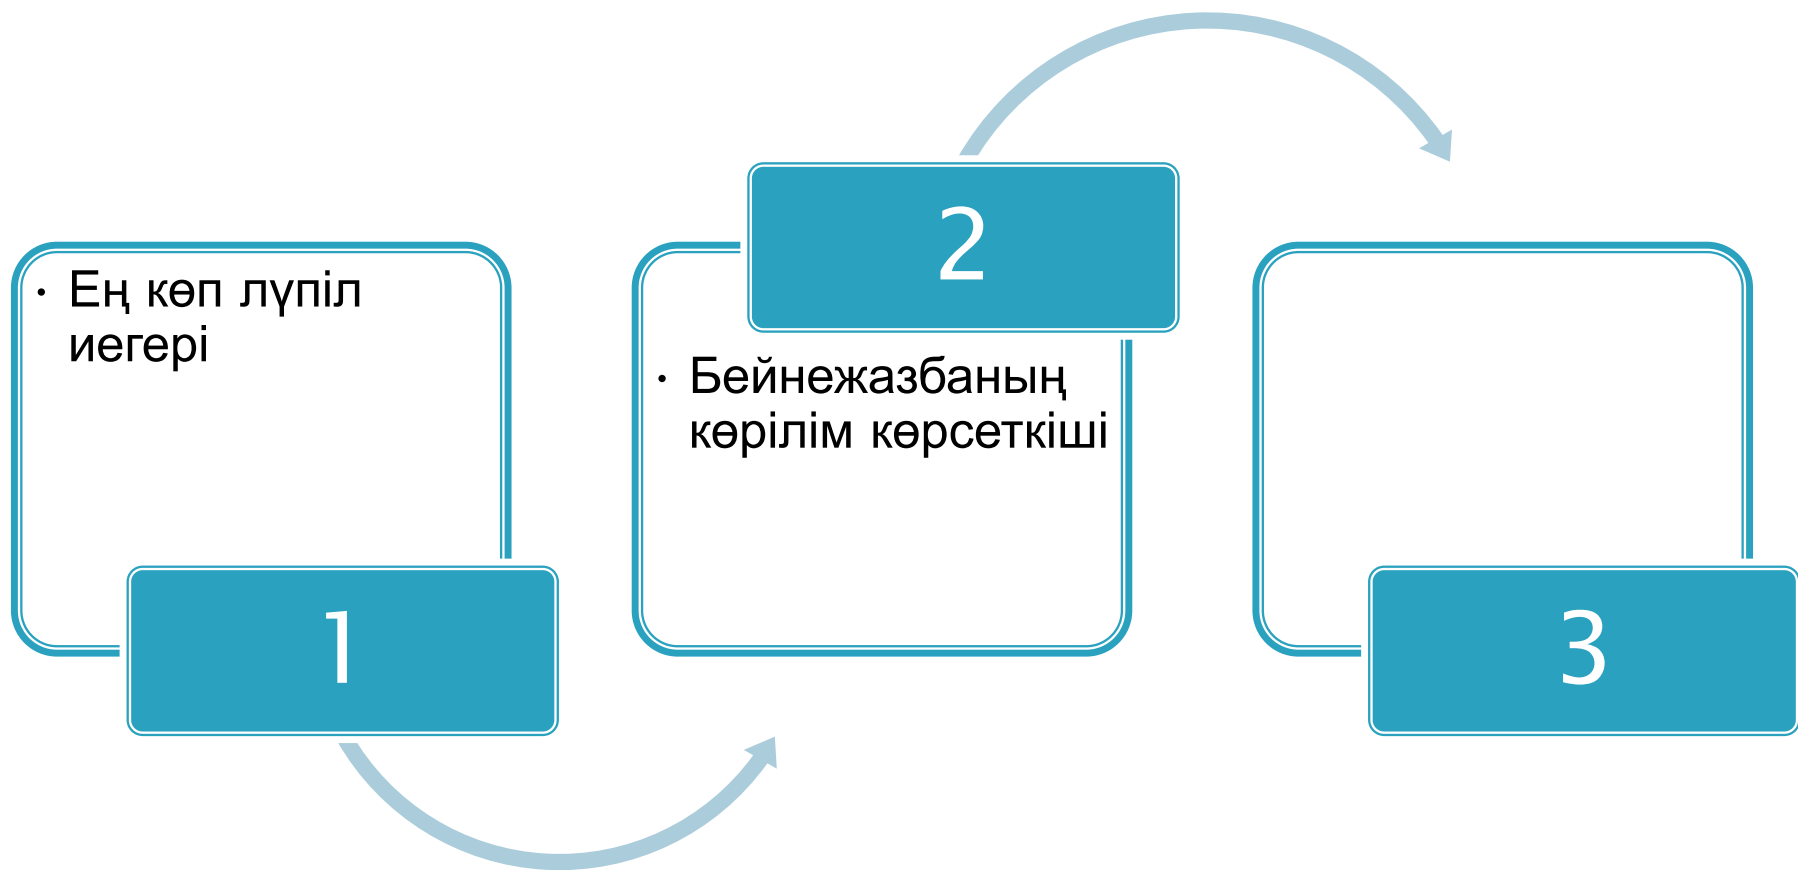 · Ең көп лүпіл
иегері
1
2
· Бейнежазбаның
көрілім көрсеткіші
3